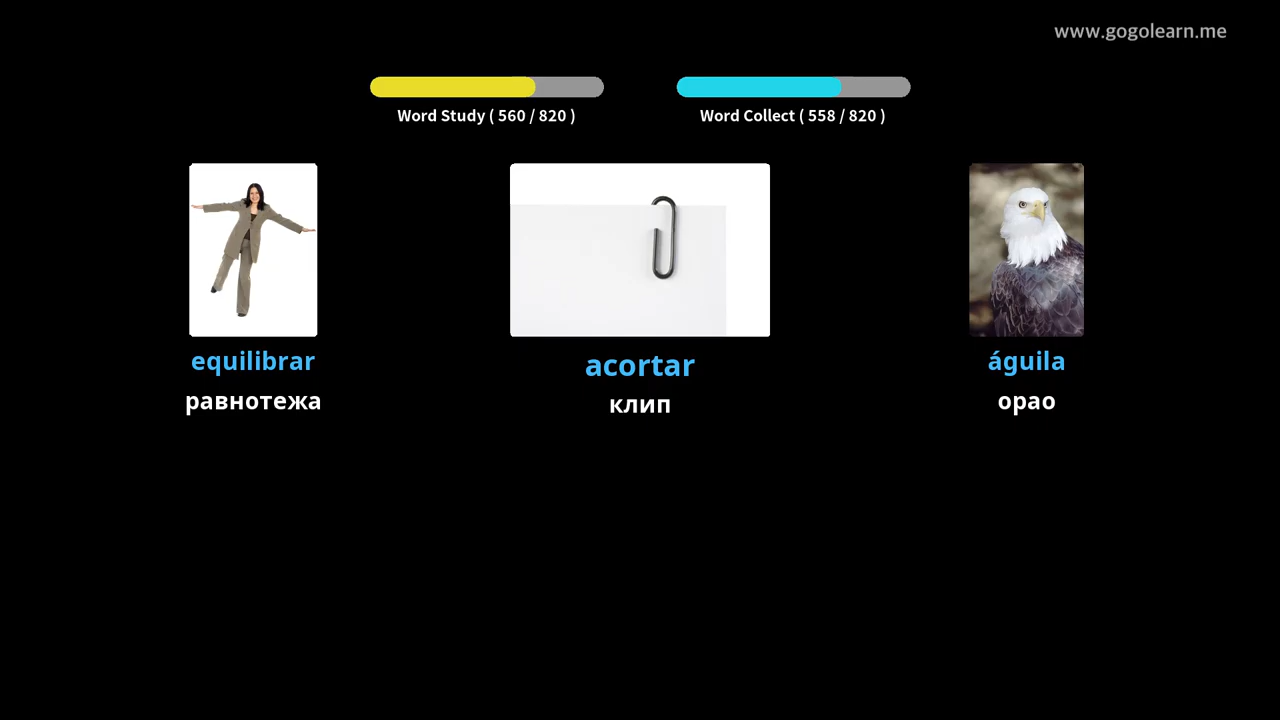 www.gogolearn.me
Word Study ( 560 / 820 )
Word Collect ( 558 / 820 )
equilibrar
равнотежа
acortar
клип
águila
орао